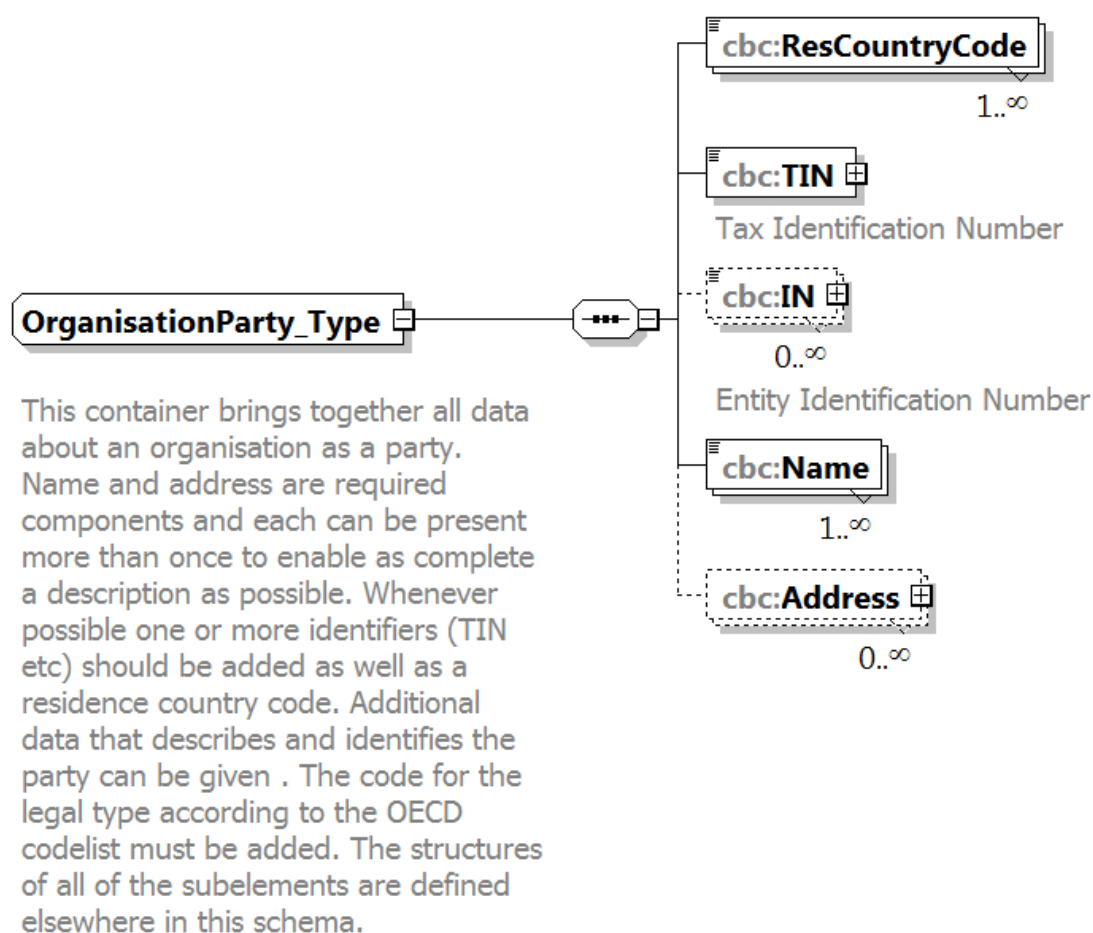 cbc:ResCountryCode
1..∞
cbc:TIN
Tax Identification Number
cbc:IN
0..∞
Entity Identification Number
OrganisationParty_Type
This container brings together all data
about an organisation as a party.
Name and address are required
components and each can be present
more than once to enable as complete
a description as possible. Whenever
possible one or more identifiers (TIN
etc) should be added as well as a
residence country code. Additional
data that describes and identifies the
party can be given . The code for the
legal type according to the OECD
codelist must be added. The structures
of all of the subelements are defined
elsewhere in this schema.
cbc:Name
1..∞
cbc:Address
0..∞